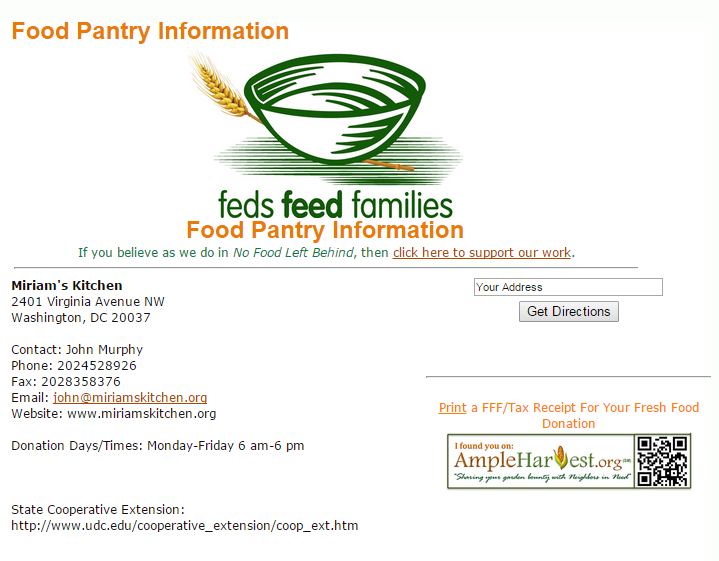 Food Pantry Information
feds feed families
Food Pantry Information
If you believe as we do in No Food Left Behind, then click here to support our work.
Miriam's Kitchen
2401 Virginia Avenue NW
Washington, DC 20037
Contact: John Murphy
Phone: 2024528926
Fax: 2028358376
Email: john@miriamskitchen.org
Website: www.miriamskitchen.org
Donation Days/Times: Monday-Friday 6 am-6 pm
State Cooperative Extension:
http://www.udc.edu/cooperative_extension/coop_ext.htm
Your Address
Get Directions
Print a FFF/Tax Receipt For Your Fresh Food
Donation
I found you on:
AmpleHarvest.org
"Sharing your garden bounty with Neighbors in Need"